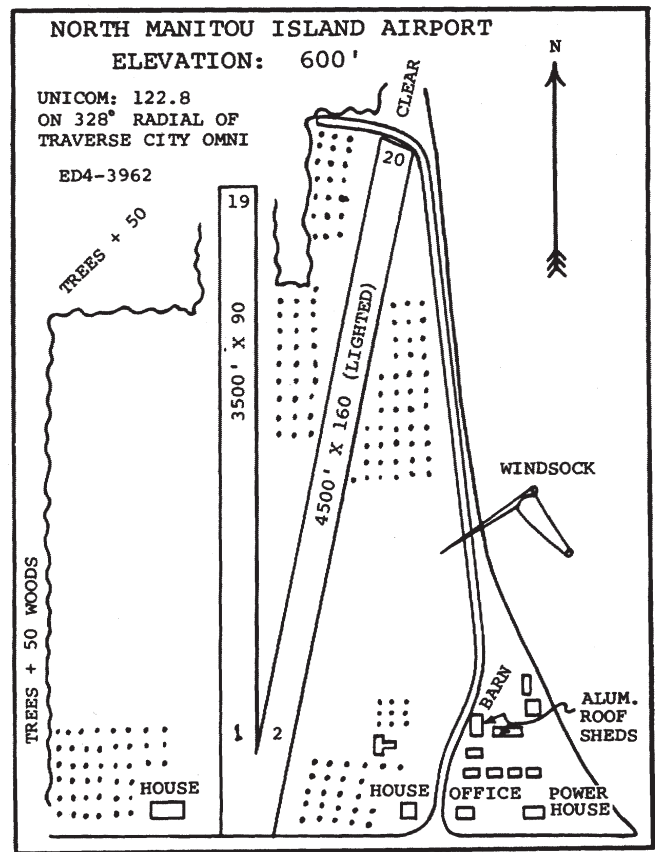 NORTH MANITOU ISLAND AIRPORT
ELEVATION: 600'
UNICOM: 122.8
ON 328° RADIAL OF
TRAVERSE CITY OMNI
ED4-3962
N
CLEAR
20
19
TREES + 50
3500' X 90
4500' X 160 (LIGHTED)
WINDSOCK
TREES + 50 WOODS
BARN
ALUM.
ROOF
SHEDS
1
2
HOUSE
HOUSE
OFFICE
POWER
HOUSE